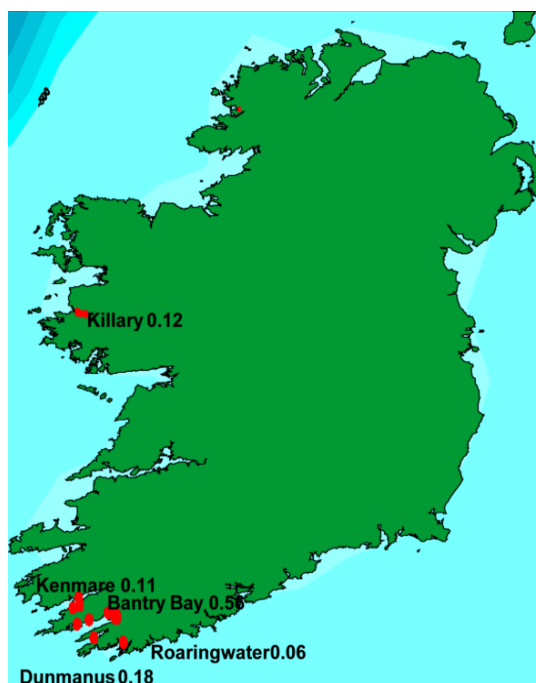 Killary 0.12
Kenmare 0.11
Bantry Bay 0.56
Roaringwater0.06
Dunmanus 0.18